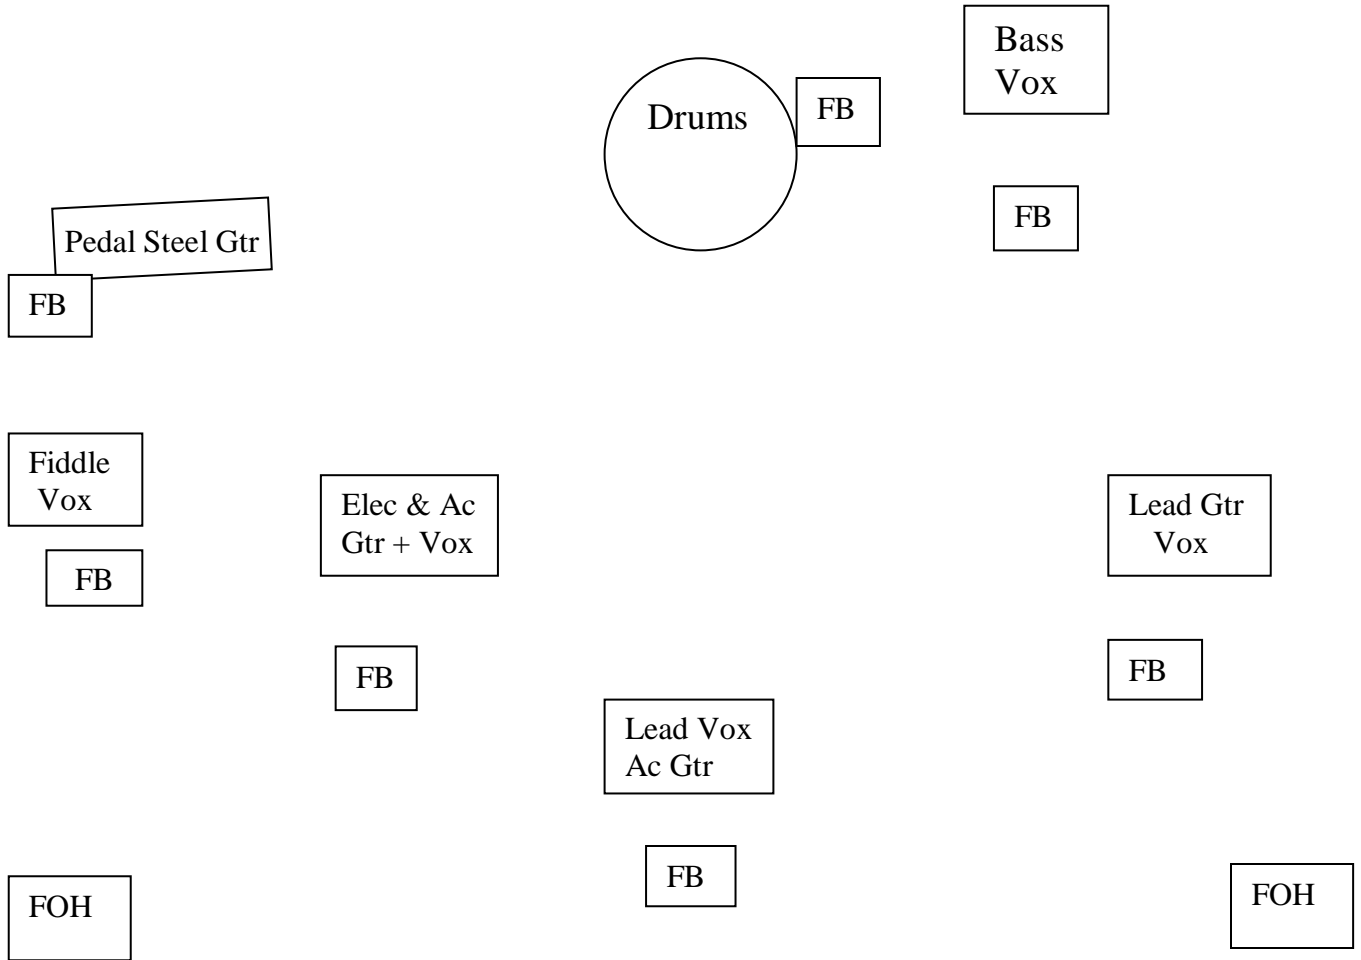 Bass
Vox
Drums
FB
FB
Pedal Steel Gtr
FB
Fiddle
Vox
Elec & Ac
Gtr + Vox
Lead Gtr
Vox
FB
FB
FB
Lead Vox
Ac Gtr
FB
FOH
FOH